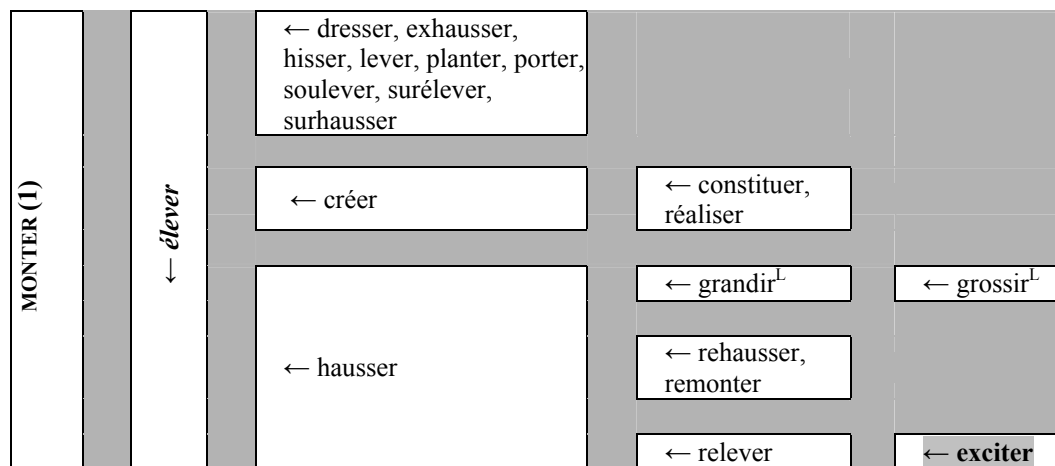 MONTER (1)
← élever
← dresser, exhausser,
hisser, lever, planter, porter,
soulever, surélever,
surhausser
← créer
← constituer,
réaliser
← hausser
← grandirᴸ
← grossirᴸ
← rehausser,
remonter
← relever
← exciter